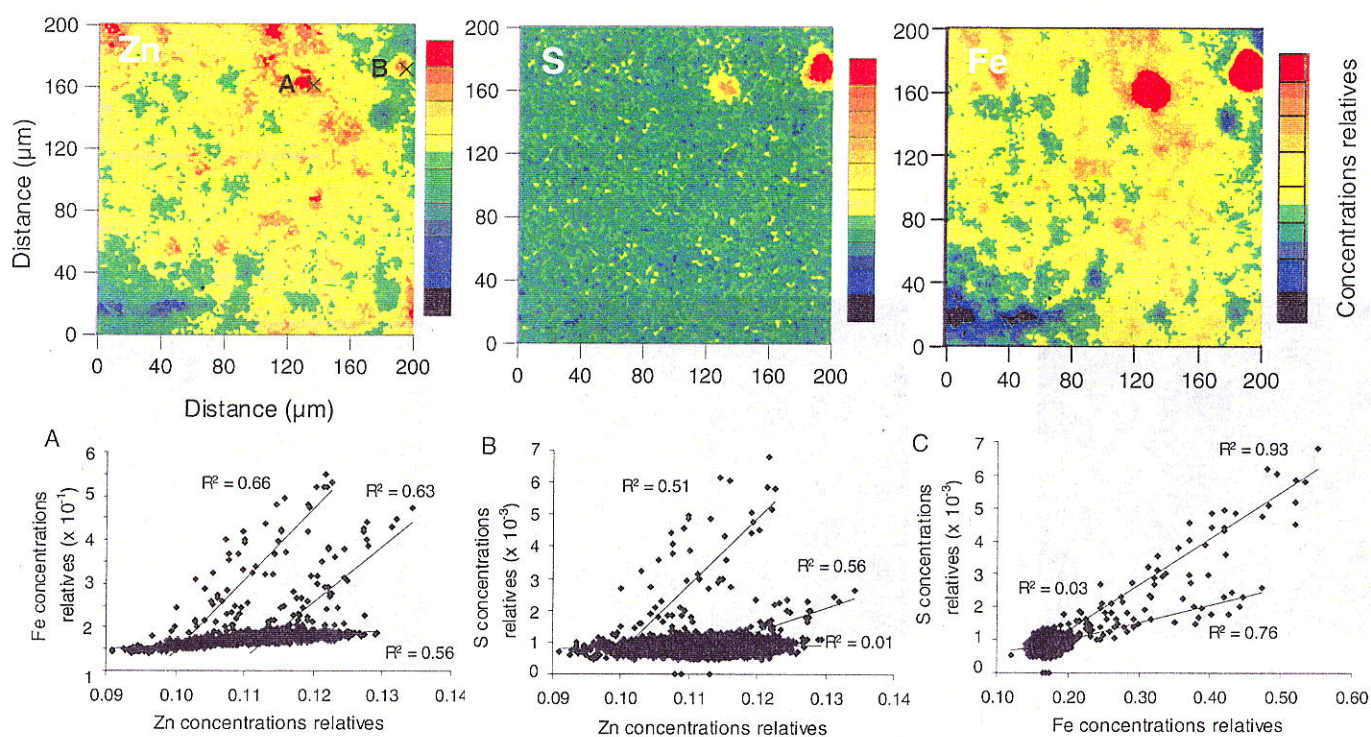 Zn
S
Fe
A
B
200
160
120
80
40
0
Distance (µm)
0 40 80 120 160 200
Distance (µm)
200
160
120
80
40
0
0 40 80 120 160 200
200
160
120
80
40
0
0 40 80 120 160 200
Concentrations relatives
A
Fe concentrations
relatives (x 10⁻¹)
6
5
4
3
2
1
R² = 0.66
R² = 0.63
R² = 0.56
0.09 0.10 0.11 0.12 0.13 0.14
Zn concentrations relatives
B
S concentrations
relatives (x 10⁻³)
7
6
5
4
3
2
1
0
R² = 0.51
R² = 0.56
R² = 0.01
0.09 0.10 0.11 0.12 0.13 0.14
Zn concentrations relatives
C
S concentrations
relatives (x 10⁻³)
7
6
5
4
3
2
1
0
R² = 0.93
R² = 0.03
R² = 0.76
0.10 0.20 0.30 0.40 0.50 0.60
Fe concentrations relatives